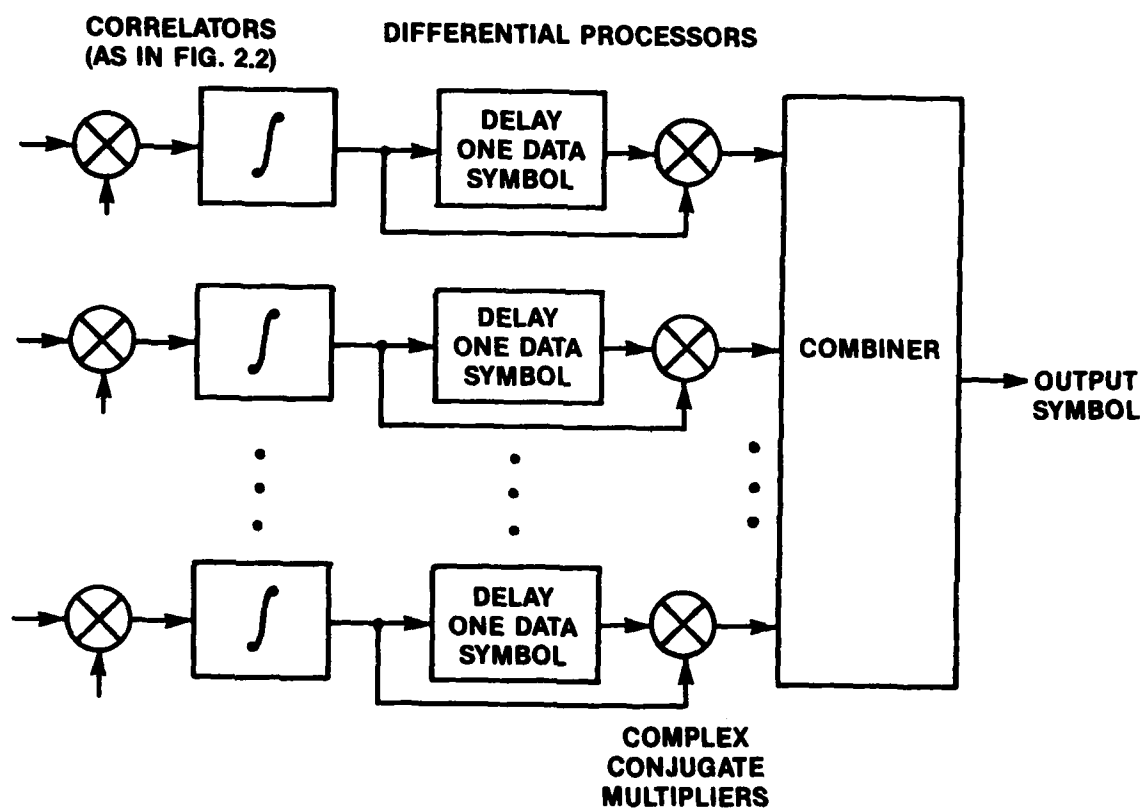 CORRELATORS
(AS IN FIG. 2.2)
DIFFERENTIAL PROCESSORS
∫
DELAY
ONE DATA
SYMBOL
∫
DELAY
ONE DATA
SYMBOL
COMBINER
OUTPUT
SYMBOL
∫
DELAY
ONE DATA
SYMBOL
COMPLEX
CONJUGATE
MULTIPLIERS